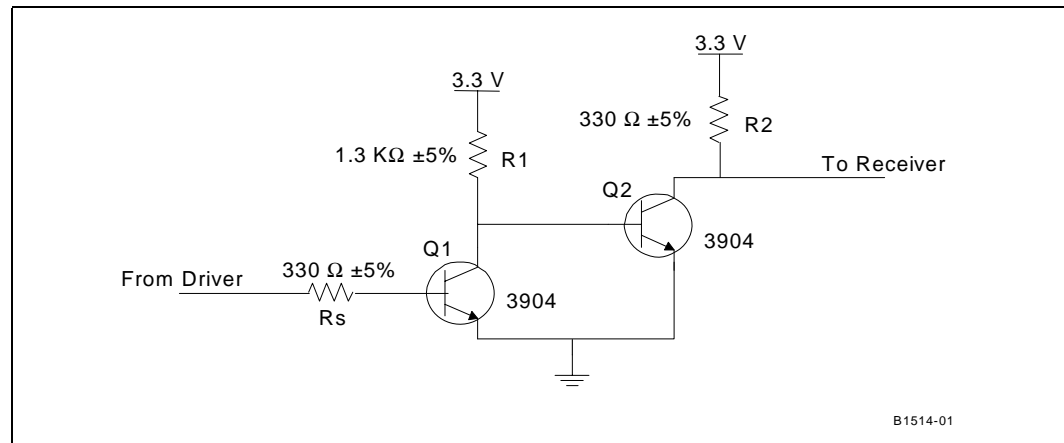 3.3 V
3.3 V
330 Ω ±5%
R2
1.3 KΩ ±5%
R1
To Receiver
Q2
3904
Q1
From Driver
330 Ω ±5%
3904
Rs
B1514-01